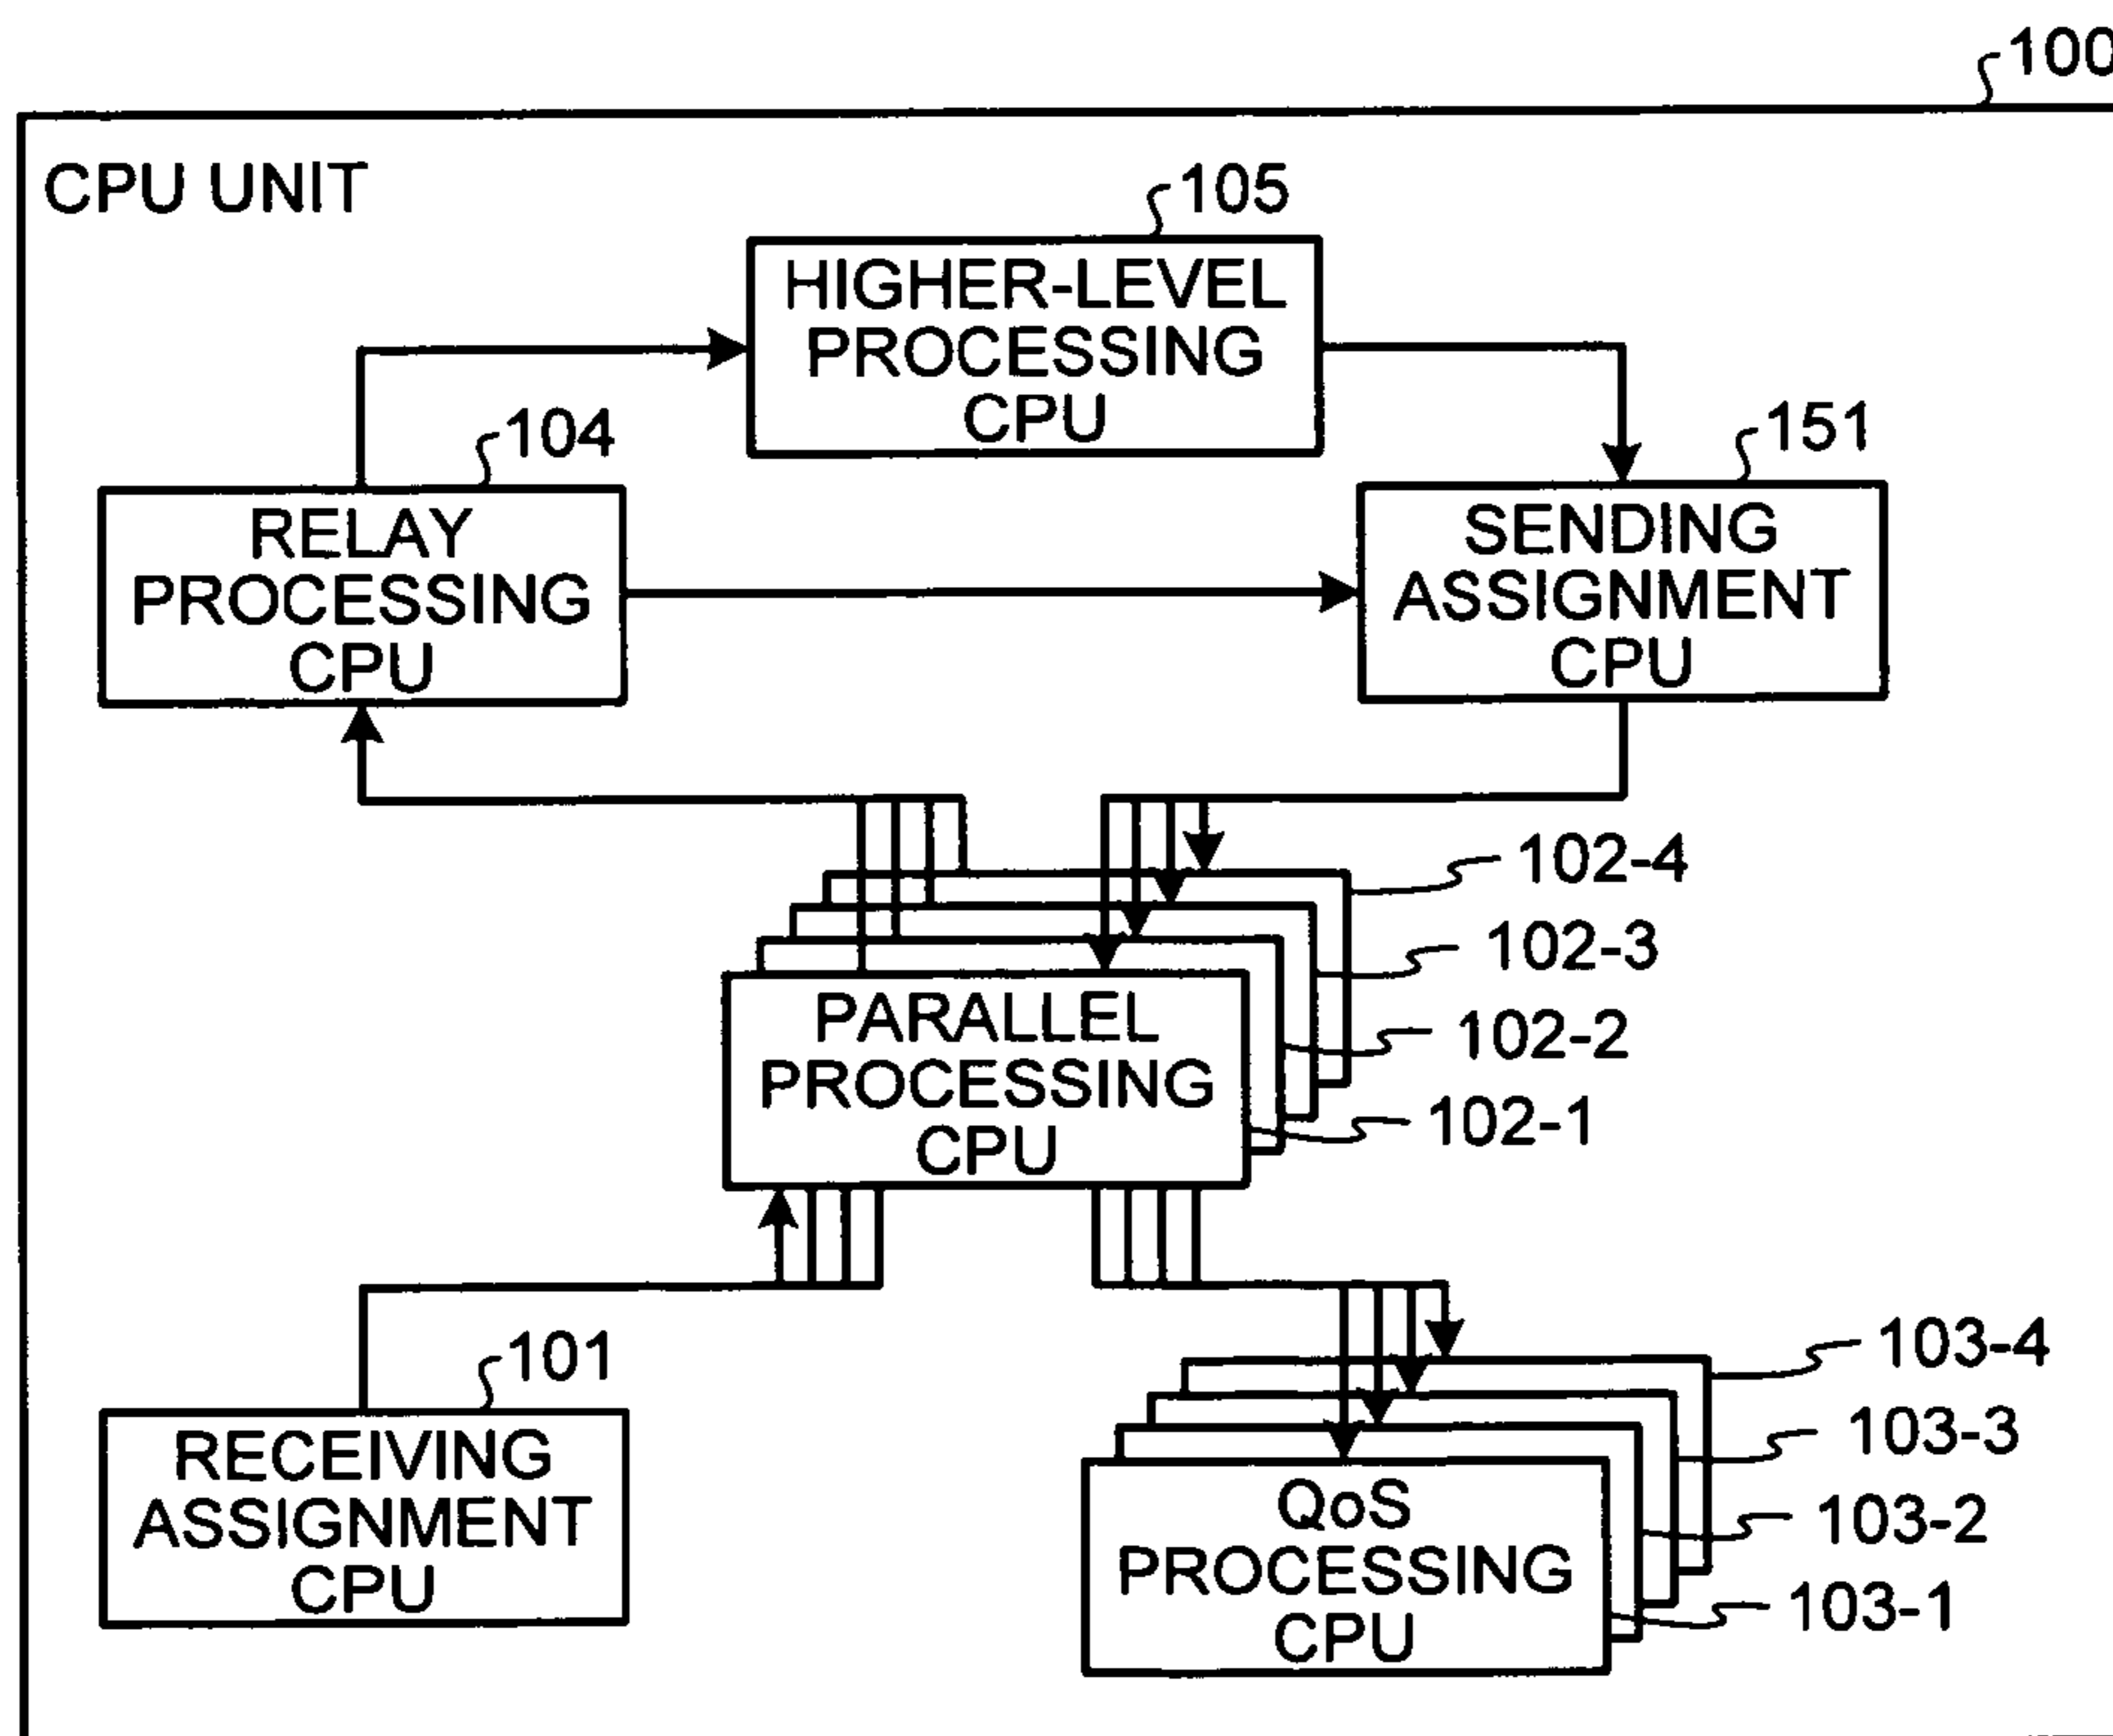 100
CPU UNIT
105
HIGHER-LEVEL
PROCESSING
CPU
104
RELAY
PROCESSING
CPU
151
SENDING
ASSIGNMENT
CPU
102-4
102-3
102-2
102-1
PARALLEL
PROCESSING
CPU
101
RECEIVING
ASSIGNMENT
CPU
103-4
103-3
103-2
103-1
QoS
PROCESSING
CPU